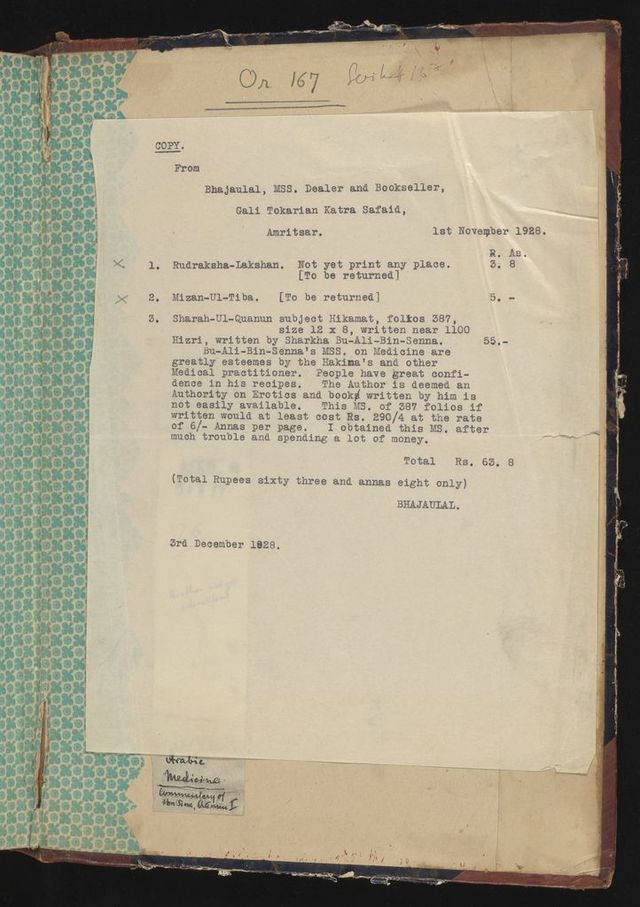 Or 167
COPY.
From
Bhajaulal, MSS. Dealer and Bookseller,
Gali Tokarian Katra Safaid,
Amritsar. 1st November 1928.
R. As.
X 1. Rudraksha-Lakshan. Not yet print any place. 3. 8
[To be returned]
X 2. Mizan-Ul-Tiba. [To be returned] 5. -
3. Sharah-Ul-Quanun subject Hikamat, folios 387,
size 12 x 8, written near 1100
Hizri, written by Sharkha Bu-Ali-Bin-Senna. 55.-
Bu-Ali-Bin-Senna's MSS. on Medicine are
greatly esteemes by the Hakima's and other
Medical practitioner. People have great confi-
dence in his recipes. The Author is deemed an
Authority on Erotics and book written by him is
not easily available. This MS. of 387 folios if
written would at least cost Rs. 290/4 at the rate
of 6/- Annas per page. I obtained this MS. after
much trouble and spending a lot of money.
Total Rs. 63. 8
(Total Rupees sixty three and annas eight only)
BHAJAULAL.
3rd December 1928.
Arabic
Medicine
Commentary of
Ibn Sina, Qanun I